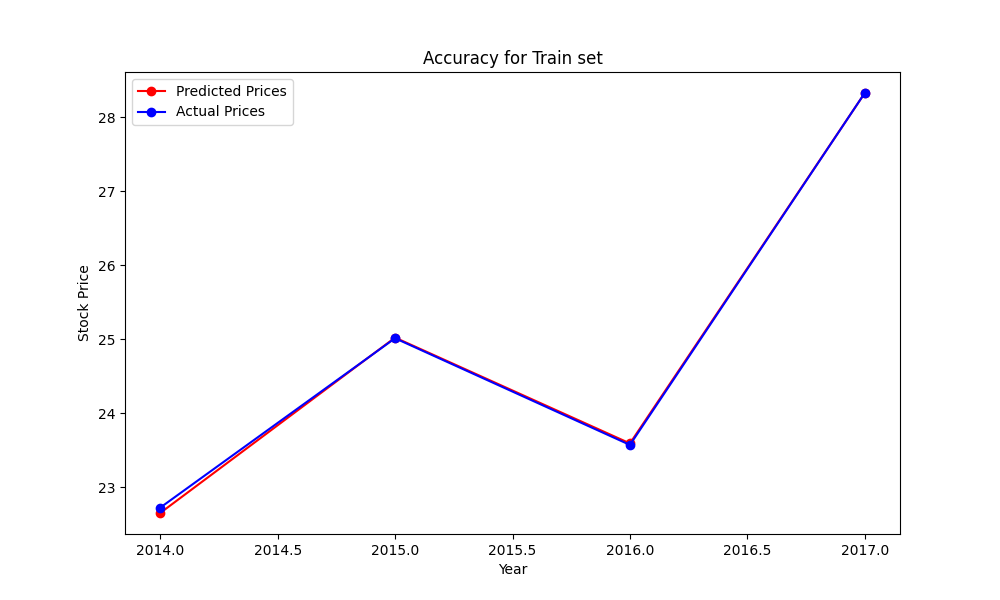 Accuracy for Train set
Predicted Prices
Actual Prices
28
27
26
25
24
23
Stock Price
2014.0
2014.5
2015.0
2015.5
2016.0
2016.5
2017.0
Year